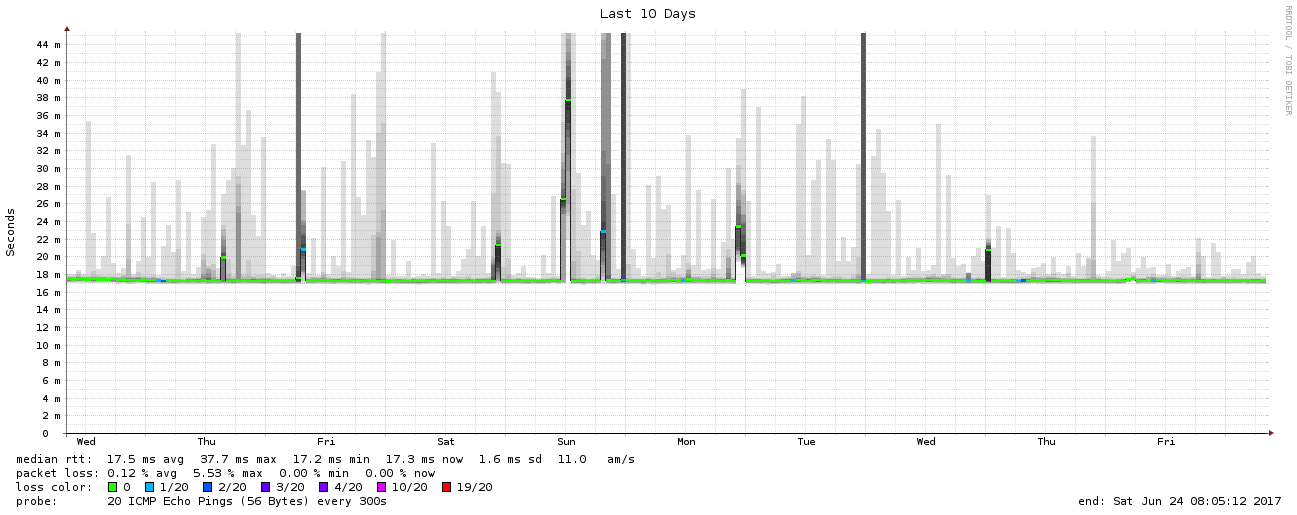 Last 10 Days
RRDTOOL / TOBI OETIKER
Seconds
44 m
42 m
40 m
38 m
36 m
34 m
32 m
30 m
28 m
26 m
24 m
22 m
20 m
18 m
16 m
14 m
12 m
10 m
8 m
6 m
4 m
2 m
0
Wed Thu Fri Sat Sun Mon Tue Wed Thu Fri
median rtt: 17.5 ms avg 37.7 ms max 17.2 ms min 17.3 ms now 1.6 ms sd 11.0 am/s
packet loss: 0.12 % avg 5.53 % max 0.00 % min 0.00 % now
loss color: 0 1/20 2/20 3/20 4/20 10/20 19/20
probe: 20 ICMP Echo Pings (56 Bytes) every 300s end: Sat Jun 24 08:05:12 2017